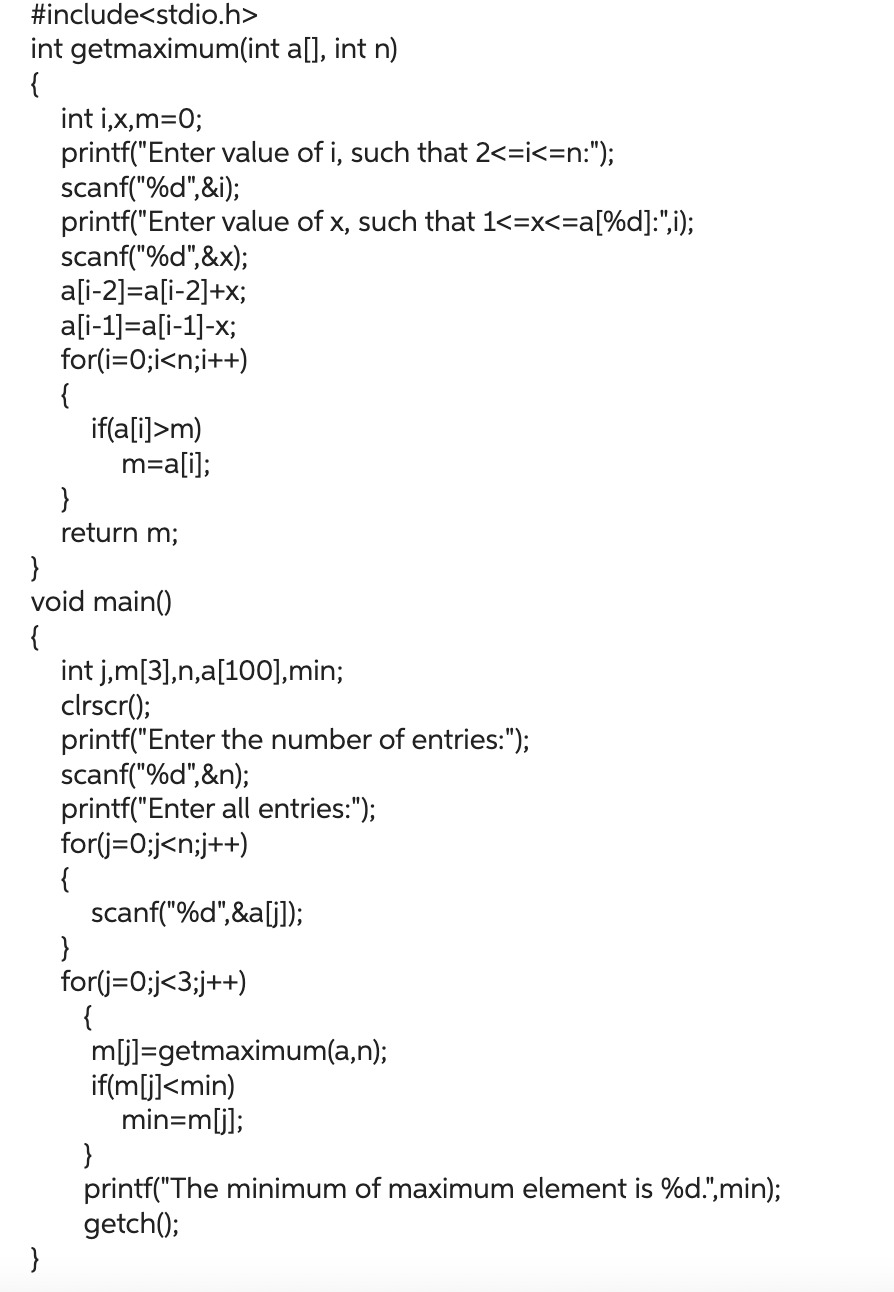 #include<stdio.h>
int getmaximum(int a[], int n)
{
int i,x,m=0;
printf("Enter value of i, such that 2<=i<=n:");
scanf("%d",&i);
printf("Enter value of x, such that 1<=x<=a[%d]:",i);
scanf("%d",&x);
a[i-2]=a[i-2]+x;
a[i-1]=a[i-1]-x;
for(i=0;i<n;i++)
{
if(a[i]>m)
m=a[i];
}
return m;
}
void main()
{
int j,m[3],n,a[100],min;
clrscr();
printf("Enter the number of entries:");
scanf("%d",&n);
printf("Enter all entries:");
for(j=0;j<n;j++)
{
scanf("%d",&a[j]);
}
for(j=0;j<3;j++)
{
m[j]=getmaximum(a,n);
if(m[j]<min)
min=m[j];
}
printf("The minimum of maximum element is %d.",min);
getch();
}